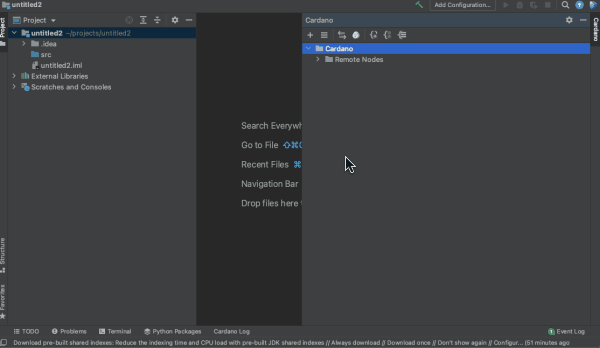 untitled2
Add Configuration...
Project
Project
Cardano
Cardano
untitled2 ~/projects/untitled2
.idea
src
untitled2.iml
External Libraries
Scratches and Consoles
Cardano
Remote Nodes
Search Everywh
Go to File ⇧⌘
Recent Files ⌘
Navigation Bar
Drop files here
Structure
Favorites
TODO
Problems
Terminal
Python Packages
Cardano Log
Event Log
Download pre-built shared indexes: Reduce the indexing time and CPU load with pre-built JDK shared indexes // Always download // Download once // Don't show again // Configur... (51 minutes ago